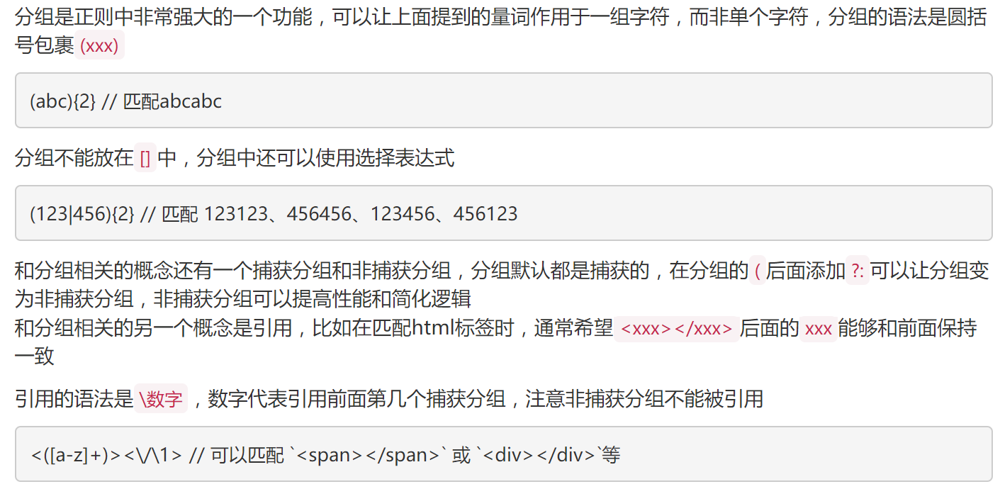 分组是正则中非常强大的一个功能，可以让上面提到的量词作用于一组字符，而非单个字符，分组的语法是圆括
号包裹 (xxx)
(abc){2} // 匹配abcabc
分组不能放在 [] 中，分组中还可以使用选择表达式
(123|456){2} // 匹配 123123、456456、123456、456123
和分组相关的概念还有一个捕获分组和非捕获分组，分组默认都是捕获的，在分组的 ( 后面添加 ?: 可以让分组变
为非捕获分组，非捕获分组可以提高性能和简化逻辑
和分组相关的另一个概念是引用，比如在匹配html标签时，通常希望 <xxx></xxx> 后面的 xxx 能够和前面保持
一致
引用的语法是 \数字 ，数字代表引用前面第几个捕获分组，注意非捕获分组不能被引用
<([a-z]+)><\/\1> // 可以匹配 `<span></span>` 或 `<div></div>`等